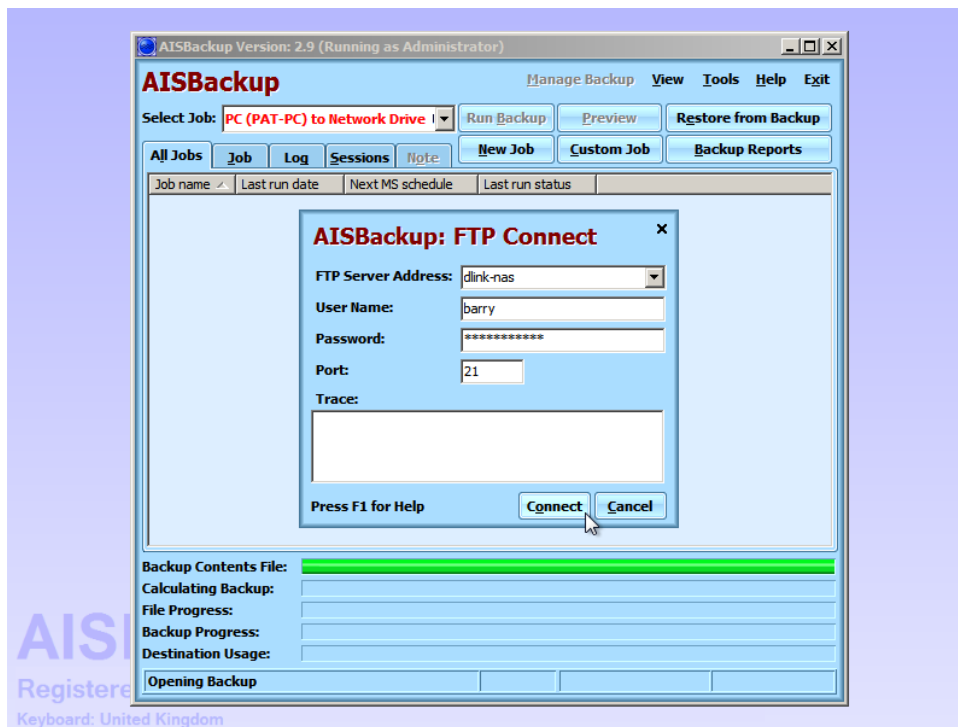 AISBackup Version: 2.9 (Running as Administrator)
AISBackup
Manage Backup View Tools Help Exit
Select Job: PC (PAT-PC) to Network Drive Run Backup Preview Restore from Backup
All Jobs Job Log Sessions Note New Job Custom Job Backup Reports
Job name Last run date Next MS schedule Last run status
AISBackup: FTP Connect
FTP Server Address: dlink-nas
User Name: barry
Password: ***********
Port: 21
Trace:
Press F1 for Help Connect Cancel
Backup Contents File:
Calculating Backup:
File Progress:
Backup Progress:
Destination Usage:
Opening Backup
AISB
Registere
Keyboard: United Kingdom